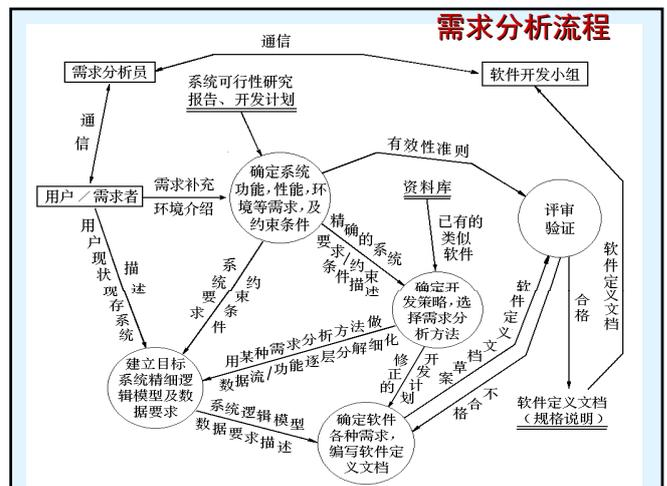 需求分析流程
通信
需求分析员
软件开发小组
系统可行性研究
报告、开发计划
通信
有效性准则
用户／需求者
需求补充
环境介绍
确定系统
功能，性能，环
境等需求，及
约束条件
资料库
评审
验证
用户现状
现存系统
描述
系统要求
约束条件
精确的系统
要求/约束
条件描述
已有的
类似
软件
确定开
发策略，选
择需求分
析方法
软件定义
文档草案
合格
软件定义文档
用某种需求分析方法做
数据流/功能逐层分解细化
修正的
开发计划
不合格
建立目标
系统精细逻
辑模型及数
据要求
系统逻辑模型
数据要求描述
确定软件
各种需求，
编写软件定
义文档
软件定义文档
（规格说明）